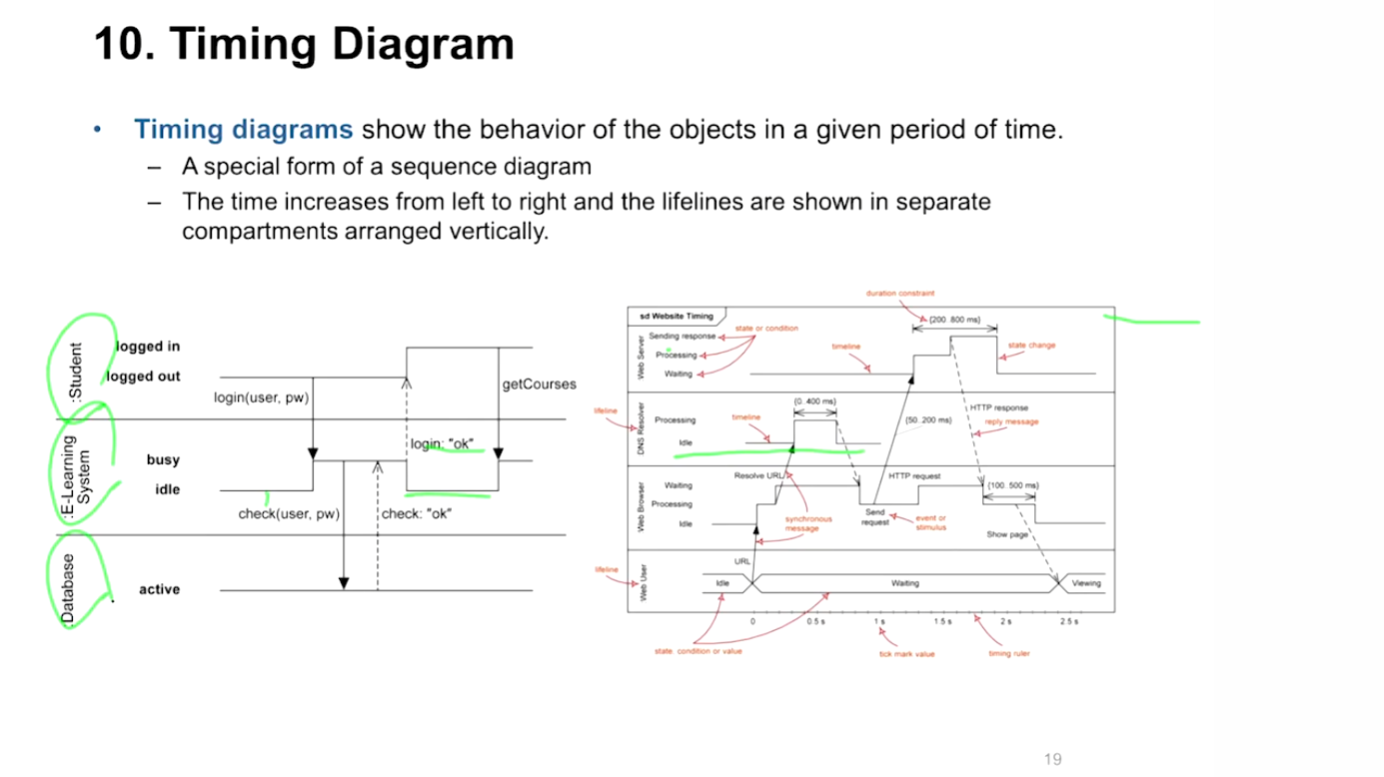 10. Timing Diagram
• Timing diagrams show the behavior of the objects in a given period of time.
– A special form of a sequence diagram
– The time increases from left to right and the lifelines are shown in separate
compartments arranged vertically.
:Student
logged in
logged out
login(user, pw)
getCourses
:E-Learning
System
busy
idle
login: "ok"
check(user, pw)
check: "ok"
:Database
active
duration constraint
sd Website Timing
{200..800 ms}
Web Server
Sending response
Processing
Waiting
state or condition
timeline
state change
lifeline
DNS Resolver
Processing
Idle
timeline
{0..400 ms}
{50..200 ms}
HTTP response
reply message
Web Browser
Waiting
Processing
Idle
Resolve URL
HTTP request
{100..500 ms}
synchronous
message
Send
request
event or
stimulus
Show page
lifeline
Web User
URL
Idle
Waiting
Viewing
0
0.5 s
1 s
1.5 s
2 s
2.5 s
state, condition or value
tick mark value
timing ruler
19